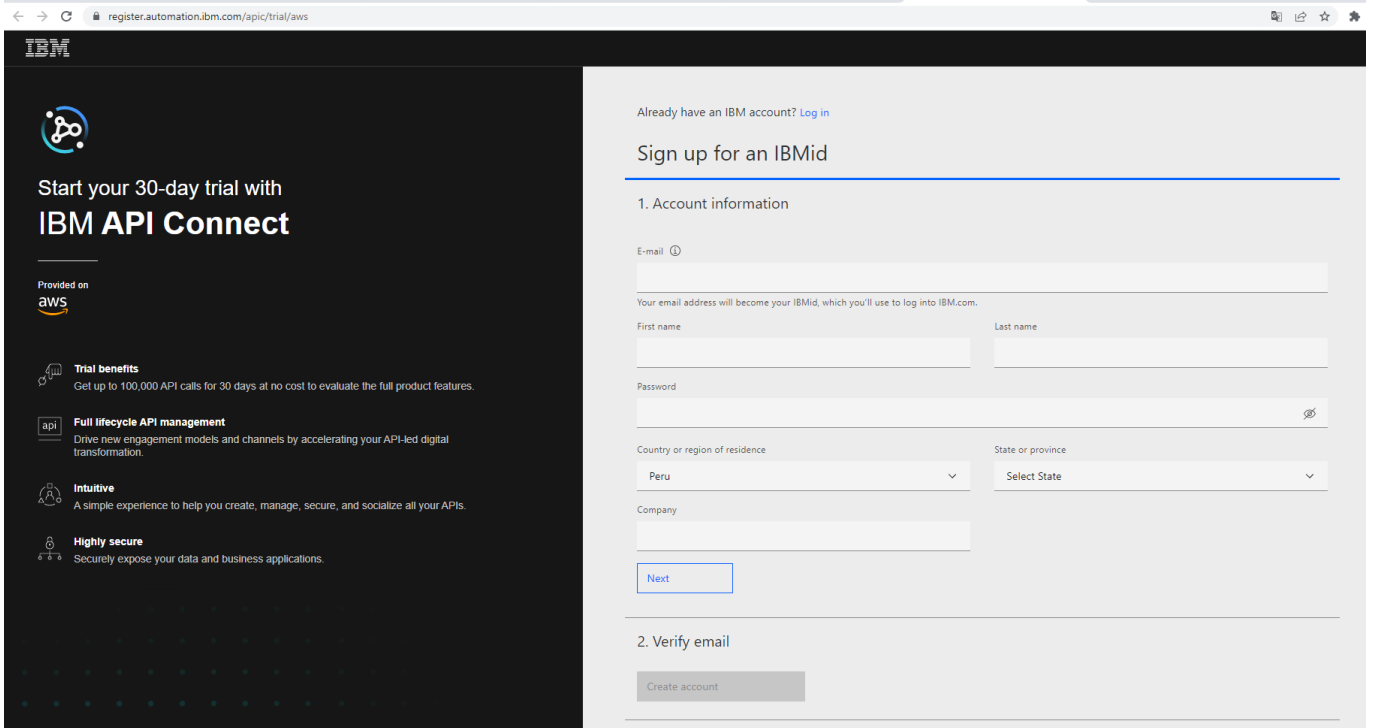 register.automation.ibm.com/apic/trial/aws
IBM
Start your 30-day trial with
IBM API Connect
Provided on
aws
Trial benefits
Get up to 100,000 API calls for 30 days at no cost to evaluate the full product features.
api
Full lifecycle API management
Drive new engagement models and channels by accelerating your API-led digital
transformation.
Intuitive
A simple experience to help you create, manage, secure, and socialize all your APIs.
Highly secure
Securely expose your data and business applications.
Already have an IBM account? Log in
Sign up for an IBMid
1. Account information
E-mail
Your email address will become your IBMid, which you'll use to log into IBM.com.
First name
Last name
Password
Country or region of residence
State or province
Peru
Select State
Company
Next
2. Verify email
Create account